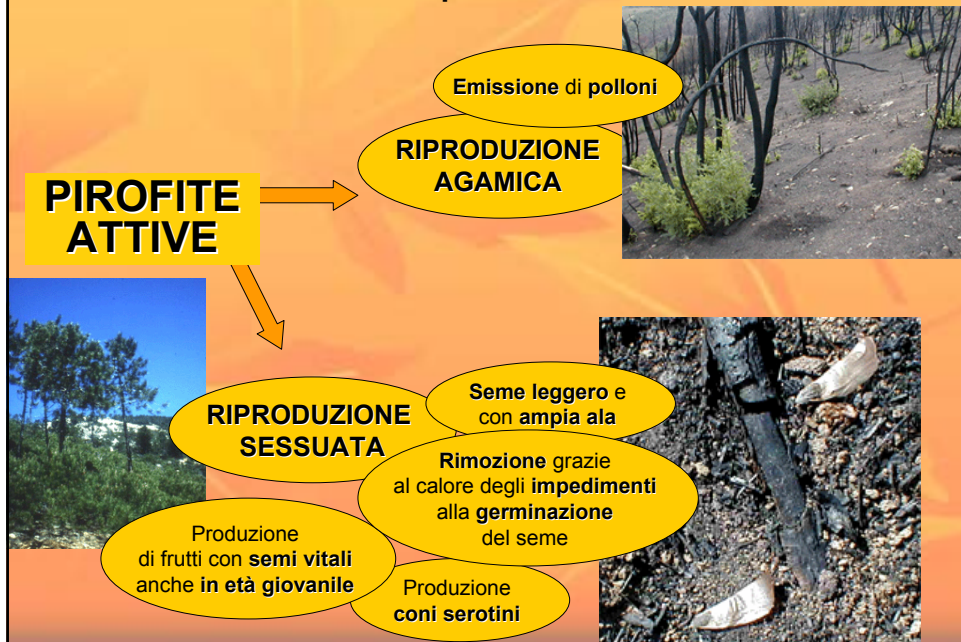 PIROFITE
ATTIVE
Emissione di polloni
RIPRODUZIONE
AGAMICA
RIPRODUZIONE
SESSUATA
Seme leggero e
con ampia ala
Rimozione grazie
al calore degli impedimenti
alla germinazione
del seme
Produzione
di frutti con semi vitali
anche in età giovanile
Produzione
coni serotini